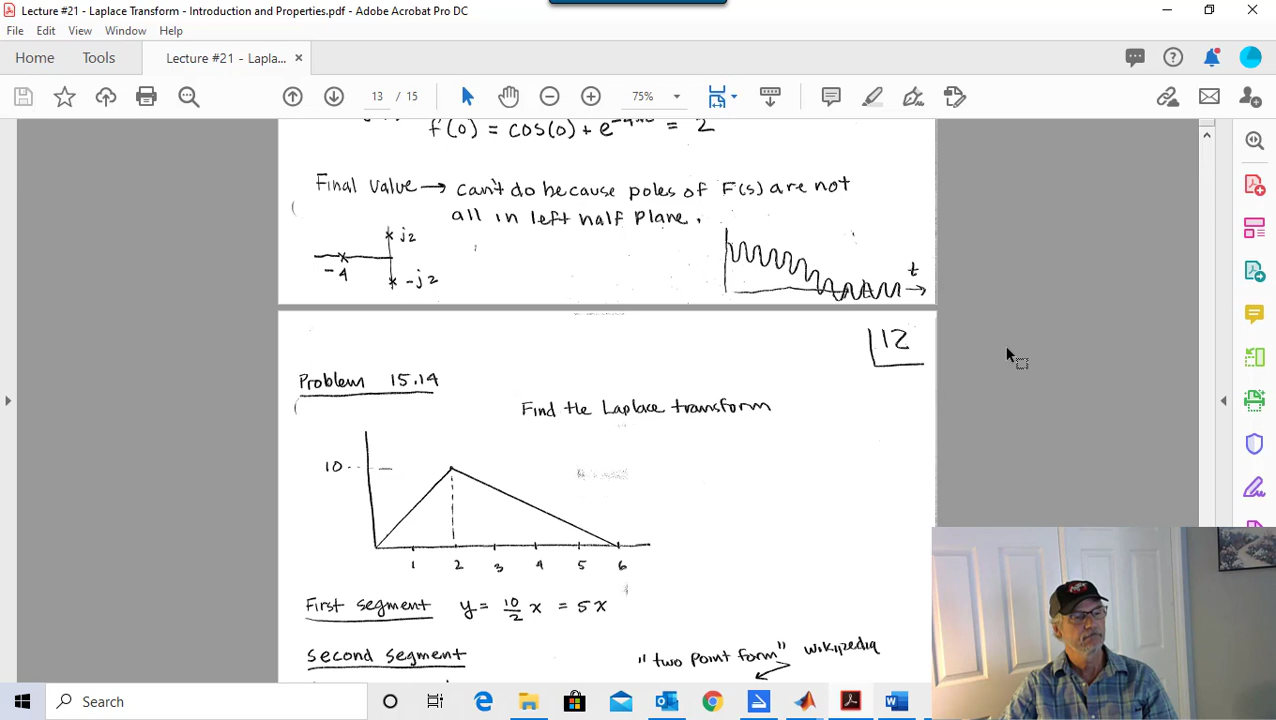 Lecture #21 - Laplace Transform - Introduction and Properties.pdf - Adobe Acrobat Pro DC
File Edit View Window Help
Home Tools Lecture #21 - Lapla... ×
13 / 15 75%
f(0) = cos(0) + e = 2
Final value → can't do because poles of F(s) are not
all in left half plane.
j2
-4
-j2
t
12
Problem 15.14
Find the Laplace transform
10
1 2 3 4 5 6
First segment y = 10/2 x = 5x
Second segment
"two point form" wikipedia
Search